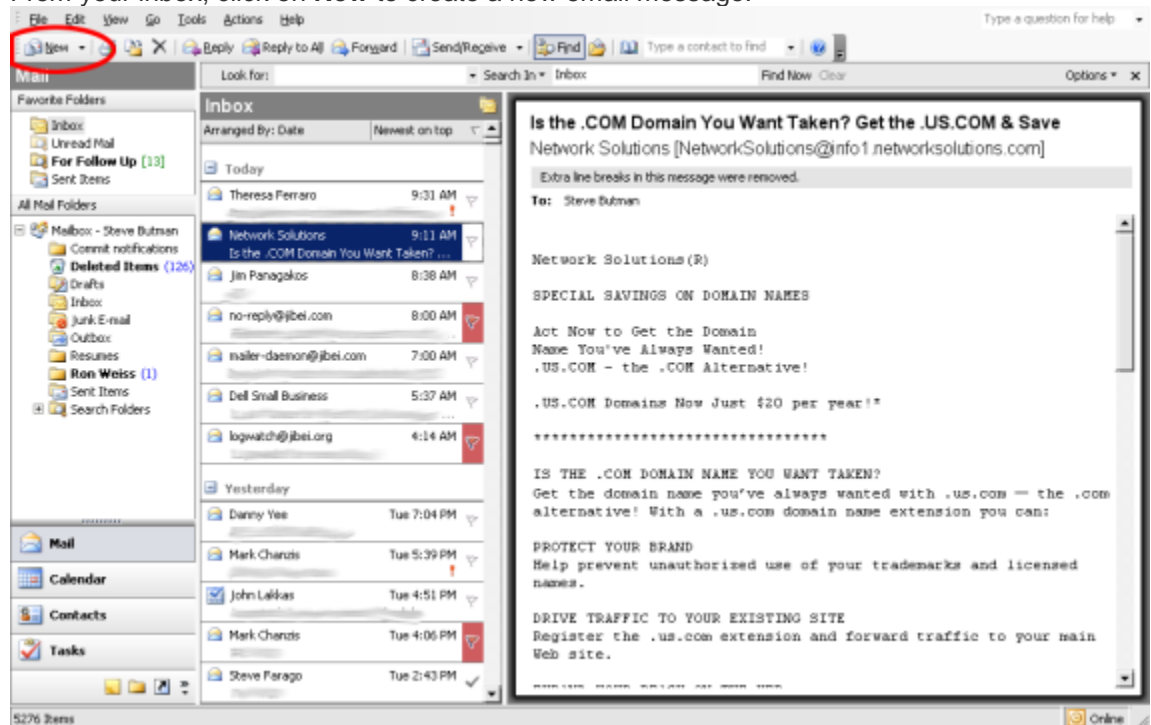 From your inbox, click on New to create a new email message.
File Edit View Go Tools Actions Help Type a question for help
New Reply Reply to All Forward Send/Receive Find Type a contact to find
Mail Look for: Search In Inbox Find Now Clear Options
Favorite Folders
Inbox
Unread Mail
For Follow Up [13]
Sent Items
All Mail Folders
Mailbox - Steve Butman
Commit notifications
Deleted Items (126)
Drafts
Inbox
Junk E-mail
Outbox
Resumes
Ron Weiss (1)
Sent Items
Search Folders
Mail
Calendar
Contacts
Tasks
Inbox
Arranged By: Date Newest on top
Today
Theresa Ferraro 9:31 AM
Network Solutions 9:11 AM
Is the .COM Domain You Want Taken? ...
Jim Panagakos 8:38 AM
no-reply@jibei.com 8:00 AM
mailer-daemon@jibei.com 7:00 AM
Dell Small Business 5:37 AM
logwatch@jibei.org 4:14 AM
Yesterday
Danny Yee Tue 7:04 PM
Mark Chanzis Tue 5:39 PM
John Lakkas Tue 4:51 PM
Mark Chanzis Tue 4:06 PM
Steve Farago Tue 2:43 PM
Is the .COM Domain You Want Taken? Get the .US.COM & Save
Network Solutions [NetworkSolutions@info1.networksolutions.com]
Extra line breaks in this message were removed.
To: Steve Butman
Network Solutions(R)
SPECIAL SAVINGS ON DOMAIN NAMES
Act Now to Get the Domain
Name You've Always Wanted!
.US.COM - the .COM Alternative!
.US.COM Domains Now Just $20 per year!*
*********************************
IS THE .COM DOMAIN NAME YOU WANT TAKEN?
Get the domain name you've always wanted with .us.com — the .com
alternative! With a .us.com domain name extension you can:
PROTECT YOUR BRAND
Help prevent unauthorized use of your trademarks and licensed
names.
DRIVE TRAFFIC TO YOUR EXISTING SITE
Register the .us.com extension and forward traffic to your main
Web site.
5276 Items Online